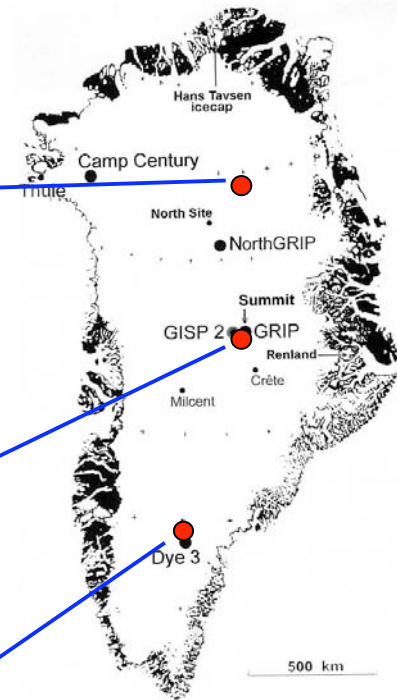 Hans Tavsen
icecap
Camp Century
Thule
North Site
NorthGRIP
Summit
GISP 2
GRIP
Renland
Crête
Milcent
Dye 3
500 km